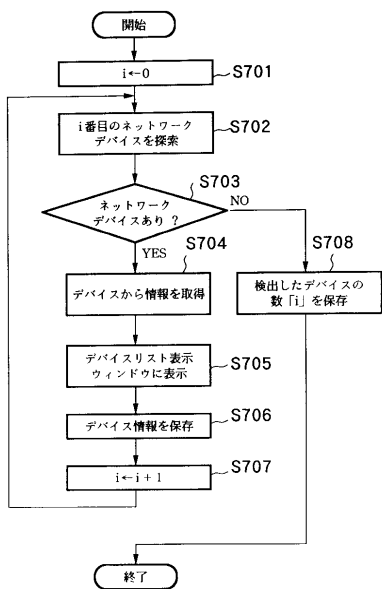 開始
i←0
S701
i番目のネットワーク
デバイスを探索
S702
ネットワーク
デバイスあり ?
S703
NO
YES
S704
デバイスから情報を取得
S708
検出したデバイスの
数「i」を保存
デバイスリスト表示
ウィンドウに表示
S705
デバイス情報を保存
S706
i←i+1
S707
終了